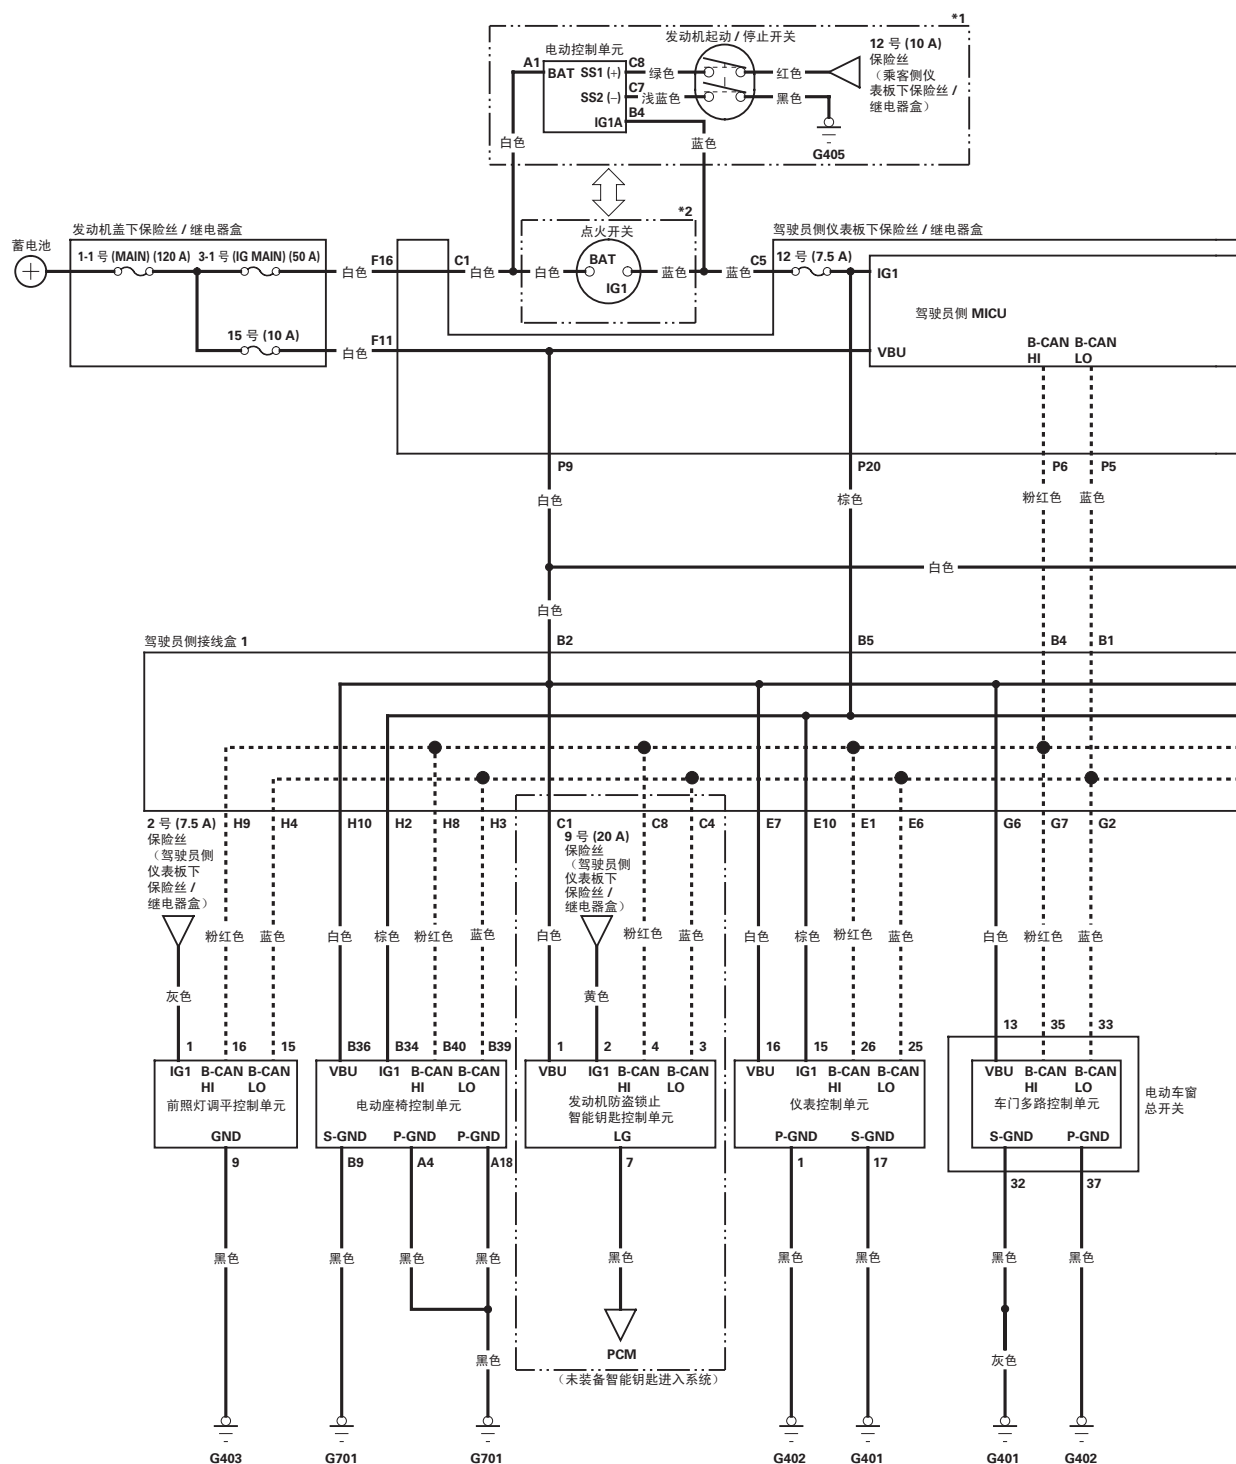 *1
发动机起动 / 停止开关
电动控制单元
12 号 (10 A)
保险丝
（乘客侧仪
表板下保险丝 /
继电器盒）
A1
BAT
SS1 (+)
C8
绿色
红色
SS2 (–)
C7
浅蓝色
黑色
IG1A
B4
白色
蓝色
G405
*2
发动机盖下保险丝 / 继电器盒
点火开关
驾驶员侧仪表板下保险丝 / 继电器盒
蓄电池
1-1 号 (MAIN) (120 A)
3-1 号 (IG MAIN) (50 A)
白色
F16
C1
白色
白色
BAT
IG1
蓝色
蓝色
C5
12 号 (7.5 A)
IG1
驾驶员侧 MICU
15 号 (10 A)
白色
F11
VBU
B-CAN
HI
B-CAN
LO
P9
P20
P6
P5
白色
棕色
粉红色
蓝色
白色
白色
驾驶员侧接线盒 1
B2
B5
B4
B1
2 号 (7.5 A)
保险丝
（驾驶员侧
仪表板下
保险丝 /
继电器盒）
H9
H4
H10
H2
H8
H3
C1
9 号 (20 A)
保险丝
（驾驶员侧
仪表板下
保险丝 /
继电器盒）
C8
C4
E7
E10
E1
E6
G6
G7
G2
粉红色
蓝色
白色
棕色
粉红色
蓝色
白色
粉红色
蓝色
白色
棕色
粉红色
蓝色
白色
粉红色
蓝色
灰色
黄色
1
16
15
B36
B34
B40
B39
1
2
4
3
16
15
26
25
13
35
33
IG1
B-CAN
HI
B-CAN
LO
前照灯调平控制单元
GND
VBU
IG1
B-CAN
HI
B-CAN
LO
电动座椅控制单元
S-GND
P-GND
P-GND
VBU
IG1
B-CAN
HI
B-CAN
LO
发动机防盗锁止
智能钥匙控制单元
LG
VBU
IG1
B-CAN
HI
B-CAN
LO
仪表控制单元
P-GND
S-GND
VBU
B-CAN
HI
B-CAN
LO
车门多路控制单元
S-GND
P-GND
电动车窗
总开关
9
B9
A4
A18
7
1
17
32
37
黑色
黑色
黑色
黑色
黑色
黑色
黑色
黑色
黑色
黑色
PCM
灰色
（未装备智能钥匙进入系统）
G403
G701
G701
G402
G401
G401
G402